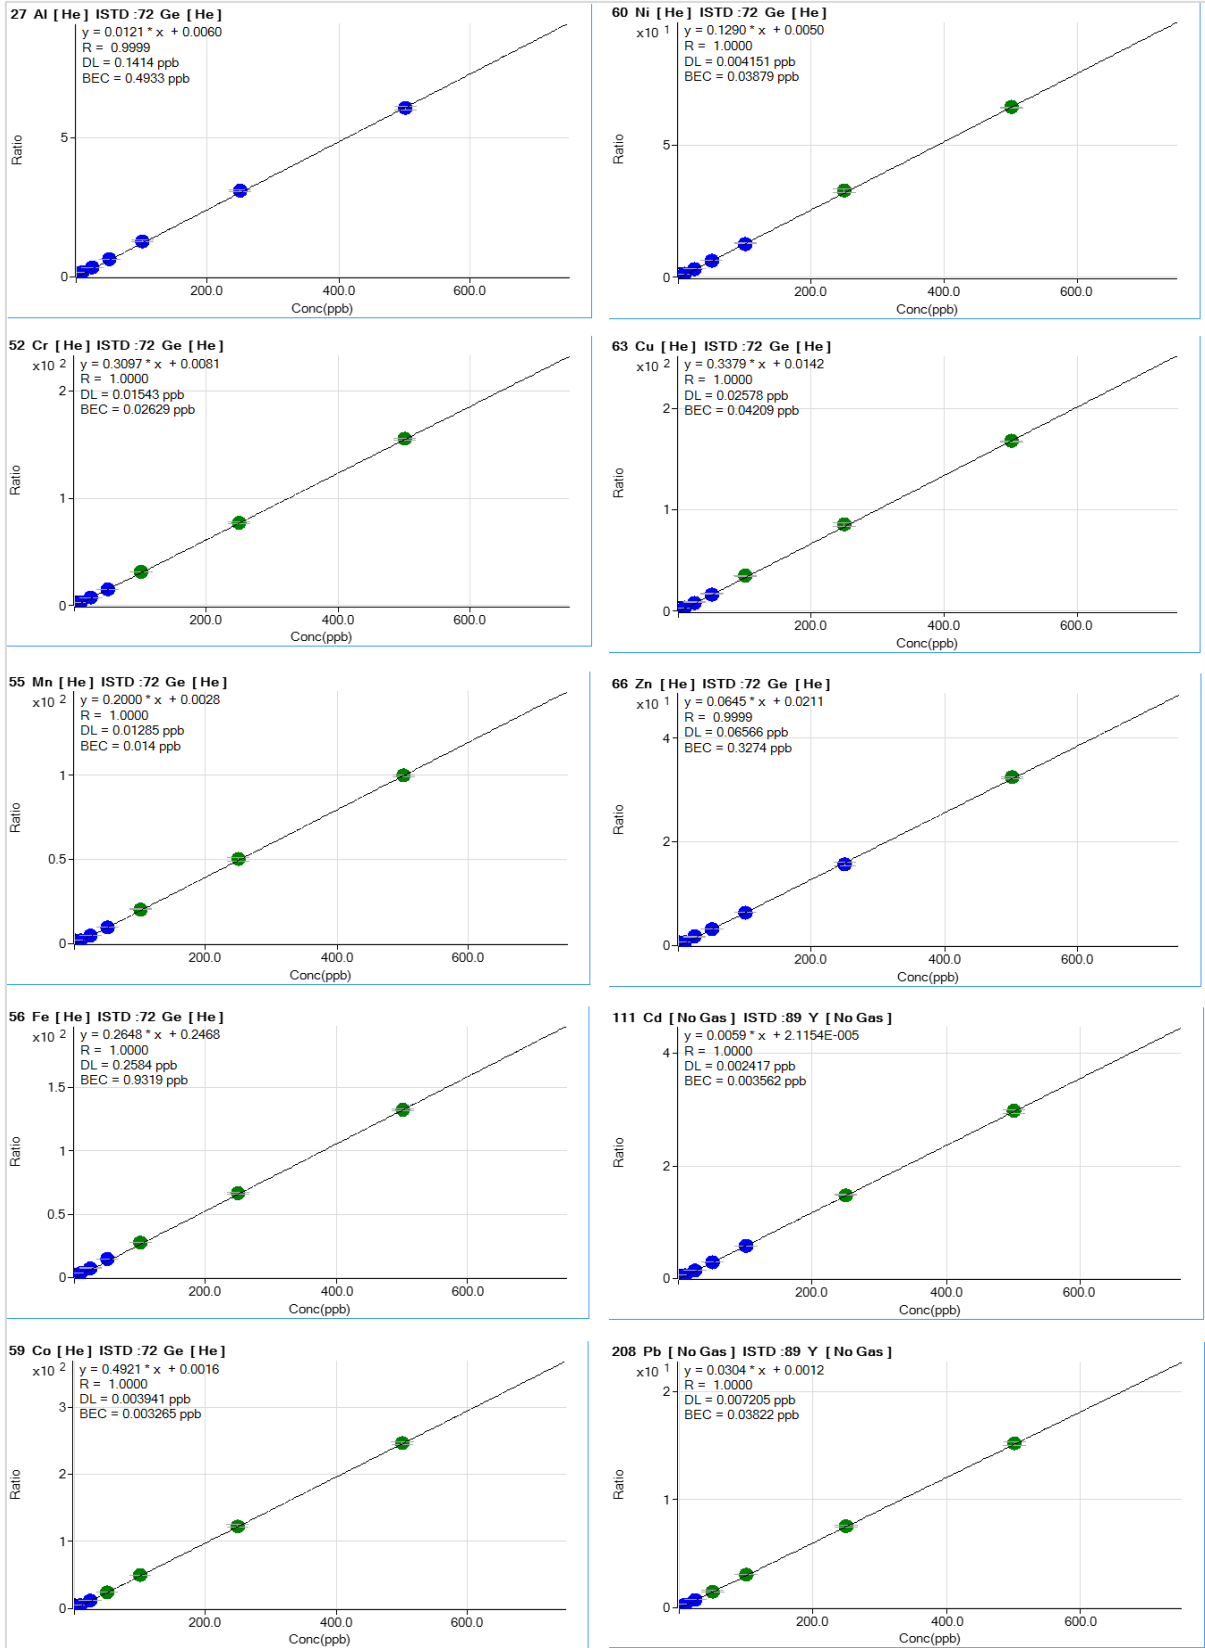 27 Al [He] ISTD :72 Ge [He]
y = 0.0121 * x + 0.0060
R = 0.9999
DL = 0.1414 ppb
BEC = 0.4933 ppb
Ratio
5
0
200.0 400.0 600.0
Conc(ppb)
60 Ni [He] ISTD :72 Ge [He]
x10 1
y = 0.1290 * x + 0.0050
R = 1.0000
DL = 0.004151 ppb
BEC = 0.03879 ppb
Ratio
5
0
200.0 400.0 600.0
Conc(ppb)
52 Cr [He] ISTD :72 Ge [He]
x10 2
y = 0.3097 * x + 0.0081
R = 1.0000
DL = 0.01543 ppb
BEC = 0.02629 ppb
Ratio
2
1
0
200.0 400.0 600.0
Conc(ppb)
63 Cu [He] ISTD :72 Ge [He]
x10 2
y = 0.3379 * x + 0.0142
R = 1.0000
DL = 0.02578 ppb
BEC = 0.04209 ppb
Ratio
2
1
0
200.0 400.0 600.0
Conc(ppb)
55 Mn [He] ISTD :72 Ge [He]
x10 2
y = 0.2000 * x + 0.0028
R = 1.0000
DL = 0.01285 ppb
BEC = 0.014 ppb
Ratio
1
0.5
0
200.0 400.0 600.0
Conc(ppb)
66 Zn [He] ISTD :72 Ge [He]
x10 1
y = 0.0645 * x + 0.0211
R = 0.9999
DL = 0.06566 ppb
BEC = 0.3274 ppb
Ratio
4
2
0
200.0 400.0 600.0
Conc(ppb)
56 Fe [He] ISTD :72 Ge [He]
x10 2
y = 0.2648 * x + 0.2468
R = 1.0000
DL = 0.2584 ppb
BEC = 0.9319 ppb
Ratio
1.5
1
0.5
0
200.0 400.0 600.0
Conc(ppb)
111 Cd [No Gas] ISTD :89 Y [No Gas]
y = 0.0059 * x + 2.1154E-005
R = 1.0000
DL = 0.002417 ppb
BEC = 0.003562 ppb
Ratio
4
2
0
200.0 400.0 600.0
Conc(ppb)
59 Co [He] ISTD :72 Ge [He]
x10 2
y = 0.4921 * x + 0.0016
R = 1.0000
DL = 0.003941 ppb
BEC = 0.003265 ppb
Ratio
3
2
1
0
200.0 400.0 600.0
Conc(ppb)
208 Pb [No Gas] ISTD :89 Y [No Gas]
x10 1
y = 0.0304 * x + 0.0012
R = 1.0000
DL = 0.007205 ppb
BEC = 0.03822 ppb
Ratio
2
1
0
200.0 400.0 600.0
Conc(ppb)